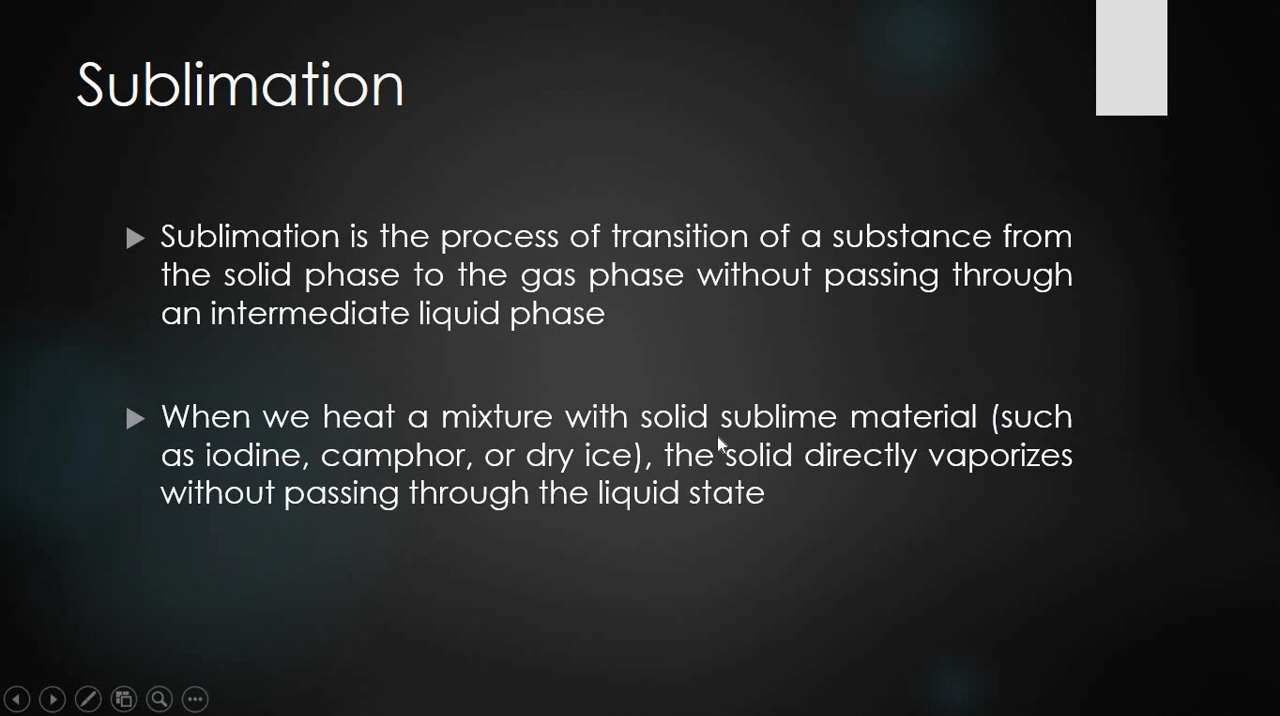 Sublimation
Sublimation is the process of transition of a substance from
the solid phase to the gas phase without passing through
an intermediate liquid phase
When we heat a mixture with solid sublime material (such
as iodine, camphor, or dry ice), the solid directly vaporizes
without passing through the liquid state